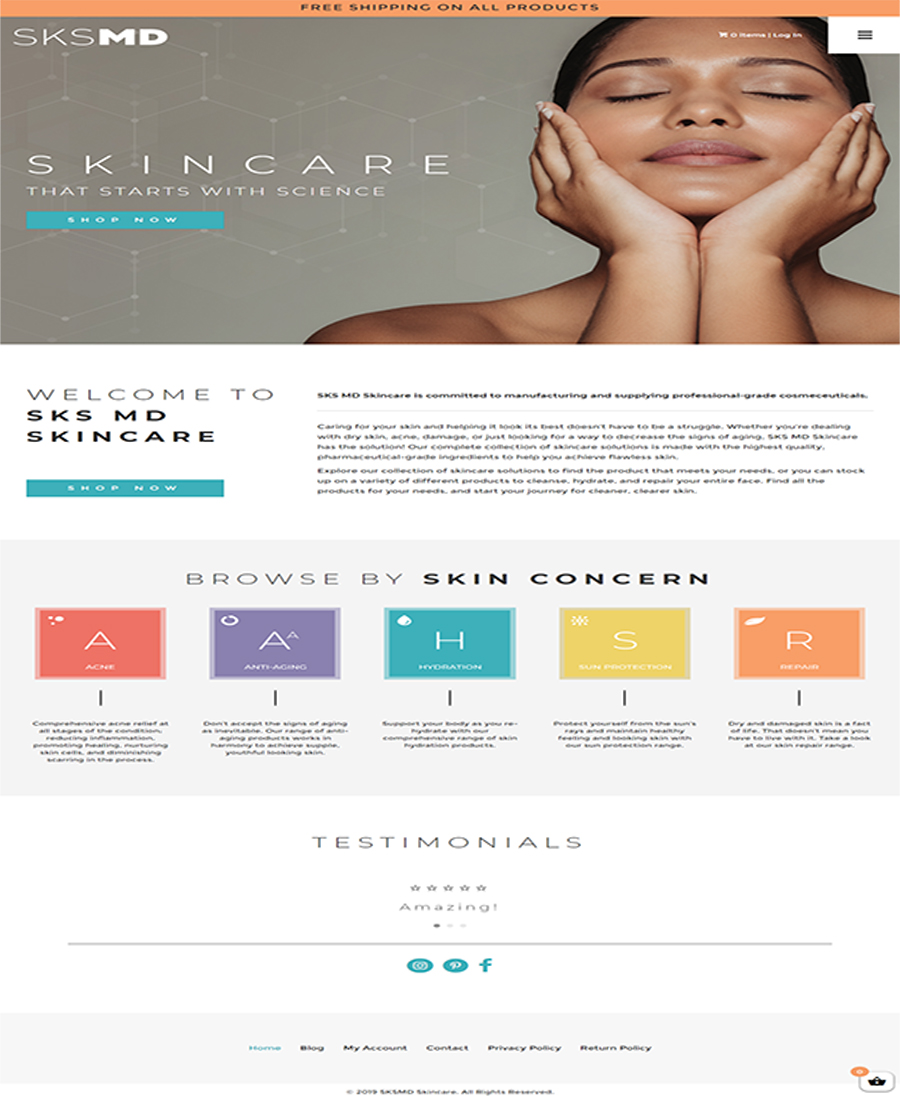 FREE SHIPPING ON ALL PRODUCTS
SKSMD
0 Items | Log In
SKINCARE
THAT STARTS WITH SCIENCE
SHOP NOW
WELCOME TO
SKS MD
SKINCARE
SHOP NOW
SKS MD Skincare is committed to manufacturing and supplying professional-grade cosmeceuticals.
Caring for your skin and helping it look its best doesn't have to be a struggle. Whether you're dealing
with dry skin, acne, damage, or just looking for a way to decrease the signs of aging, SKS MD Skincare
has the solution! Our complete collection of skincare solutions is made with the highest quality,
pharmaceutical-grade ingredients to help you achieve flawless skin.
Explore our collection of skincare solutions to find the product that meets your needs, or you can stock
up on a variety of different products to cleanse, hydrate, and repair your entire face. Find all the
products for your needs, and start your journey for cleaner, clearer skin.
BROWSE BY SKIN CONCERN
A
ACNE
Comprehensive acne relief at
all stages of the condition:
reducing inflammation,
promoting healing, nurturing
skin cells, and diminishing
scarring in the process.
AA
ANTI-AGING
Don't accept the signs of aging
as inevitable. Our range of anti-
aging products works in
harmony to achieve supple,
youthful looking skin.
H
HYDRATION
Support your body as you re-
hydrate with our
comprehensive range of skin
hydration products.
S
SUN PROTECTION
Protect yourself from the sun's
rays and maintain healthy
feeling and looking skin with
our sun protection range.
R
REPAIR
Dry and damaged skin is a fact
of life. That doesn't mean you
have to live with it. Take a look
at our skin repair range.
TESTIMONIALS
Amazing!
Home Blog My Account Contact Privacy Policy Return Policy
0
© 2019 SKSMD Skincare. All Rights Reserved.